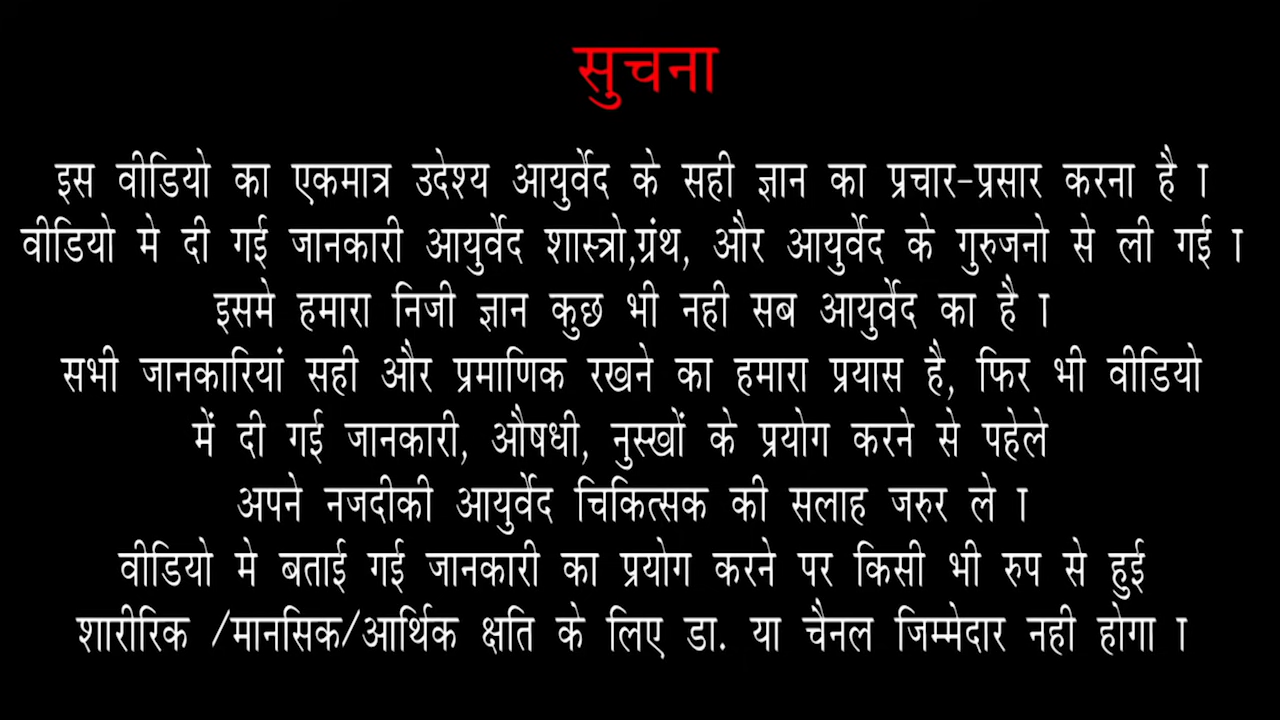 सुचना
इस वीडियो का एकमात्र उदेश्य आयुर्वेद के सही ज्ञान का प्रचार-प्रसार करना है ।
वीडियो मे दी गई जानकारी आयुर्वेद शास्त्रो,ग्रंथ, और आयुर्वेद के गुरुजनो से ली गई ।
इसमे हमारा निजी ज्ञान कुछ भी नही सब आयुर्वेद का है ।
सभी जानकारियां सही और प्रमाणिक रखने का हमारा प्रयास है, फिर भी वीडियो
में दी गई जानकारी, औषधी, नुस्खों के प्रयोग करने से पहेले
अपने नजदीकी आयुर्वेद चिकित्सक की सलाह जरुर ले ।
वीडियो मे बताई गई जानकारी का प्रयोग करने पर किसी भी रुप से हुई
शारीरिक /मानसिक/आर्थिक क्षति के लिए डा. या चैनल जिम्मेदार नही होगा ।